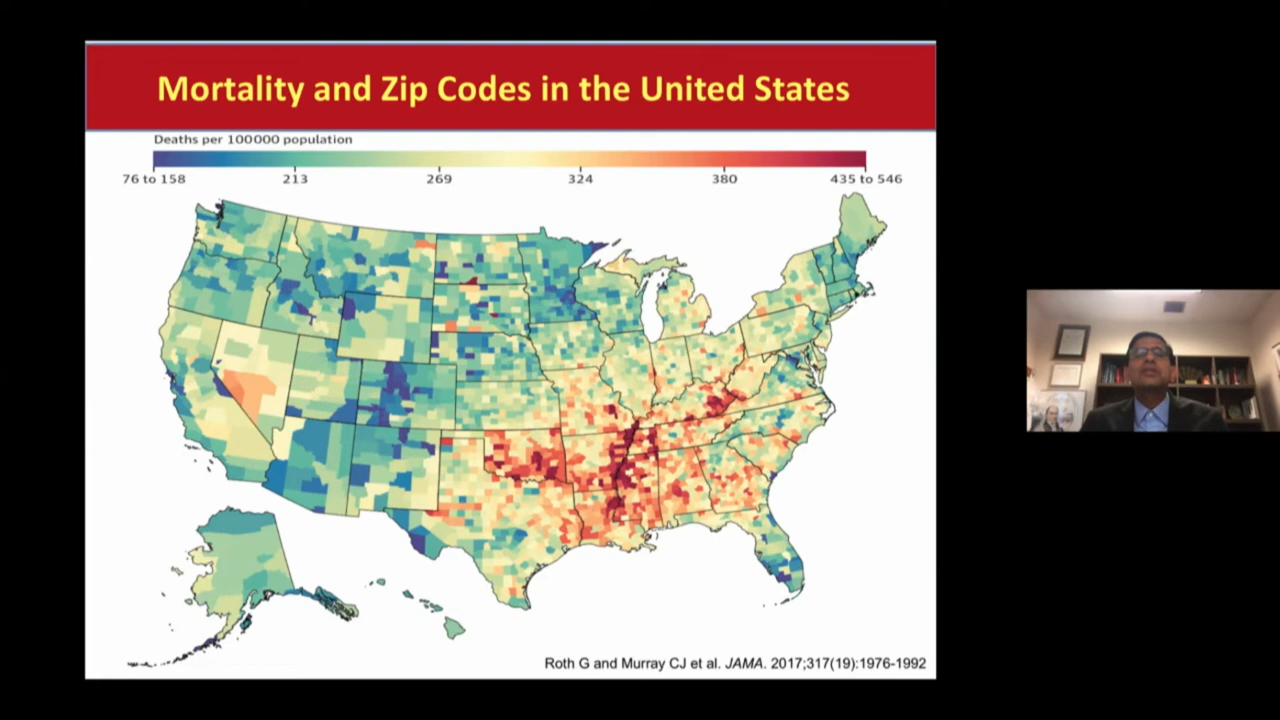 Mortality and Zip Codes in the United States
Deaths per 100000 population
76 to 158 213 269 324 380 435 to 546
Roth G and Murray CJ et al. JAMA. 2017;317(19):1976-1992